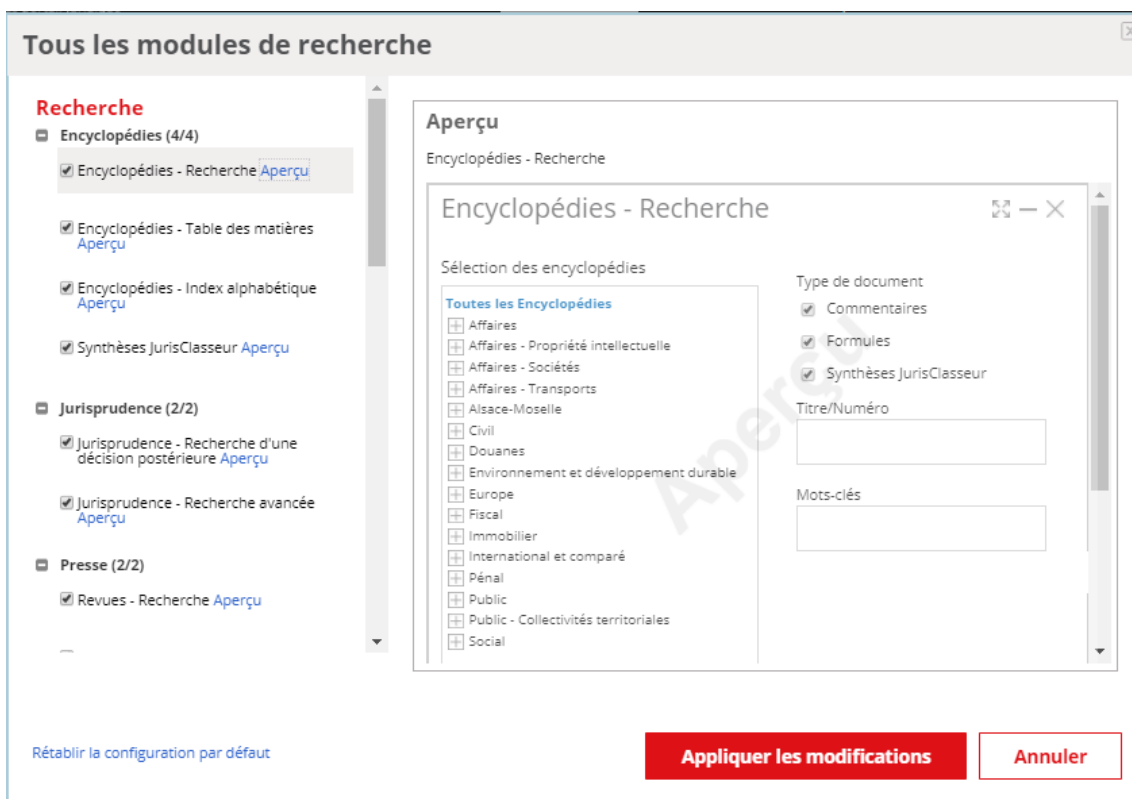 Tous les modules de recherche
Recherche
Encyclopédies (4/4)
Encyclopédies - Recherche Aperçu
Encyclopédies - Table des matières
Aperçu
Encyclopédies - Index alphabétique
Aperçu
Synthèses JurisClasseur Aperçu
Jurisprudence (2/2)
Jurisprudence - Recherche d'une
décision postérieure Aperçu
Jurisprudence - Recherche avancée
Aperçu
Presse (2/2)
Revues - Recherche Aperçu
Aperçu
Encyclopédies - Recherche
Encyclopédies - Recherche
Sélection des encyclopédies
Toutes les Encyclopédies
Affaires
Affaires - Propriété intellectuelle
Affaires - Sociétés
Affaires - Transports
Alsace-Moselle
Civil
Douanes
Environnement et développement durable
Europe
Fiscal
Immobilier
International et comparé
Pénal
Public
Public - Collectivités territoriales
Social
Type de document
Commentaires
Formules
Synthèses JurisClasseur
Titre/Numéro
Mots-clés
Aperçu
Rétablir la configuration par défaut
Appliquer les modifications
Annuler